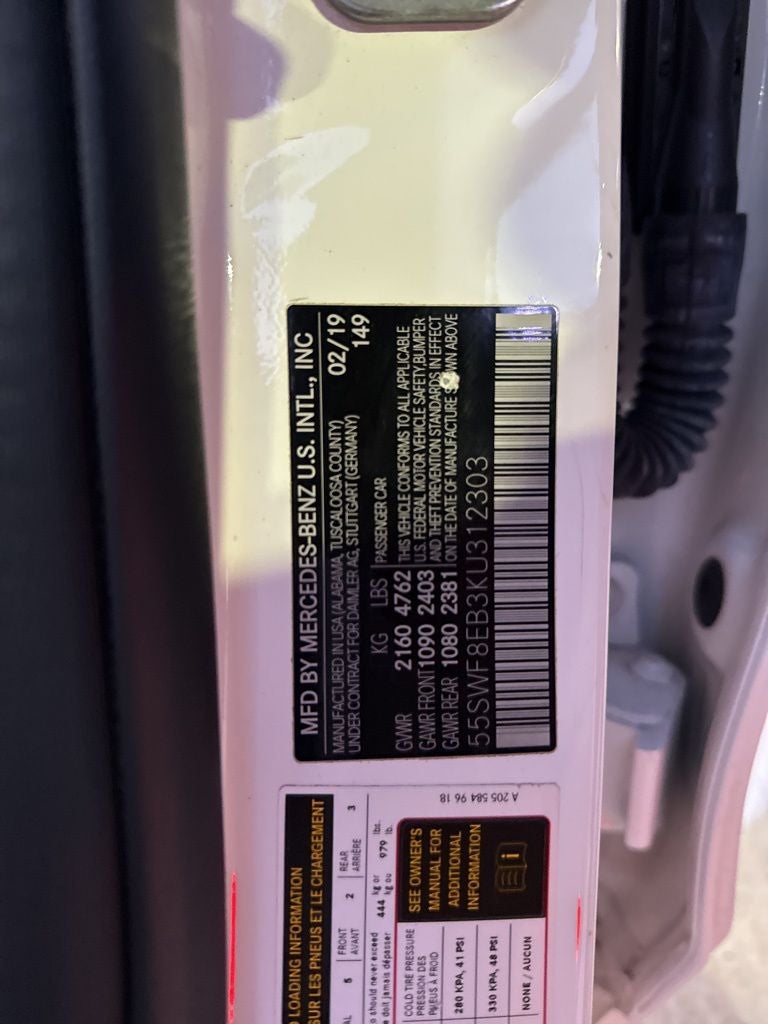 MFD BY MERCEDES-BENZ U.S. INTL., INC
MANUFACTURED IN USA (ALABAMA, TUSCALOOSA COUNTY) 02/19
UNDER CONTRACT FOR DAIMLER AG, STUTTGART (GERMANY) 149
KG LBS PASSENGER CAR
GVWR 2160 4762 THIS VEHICLE CONFORMS TO ALL APPLICABLE
GAWR FRONT 1090 2403 U.S. FEDERAL MOTOR VEHICLE SAFETY,BUMPER
GAWR REAR 1080 2381 AND THEFT PREVENTION STANDARDS IN EFFECT
ON THE DATE OF MANUFACTURE SHOWN ABOVE
55SWF8EB3KU312303
LOADING INFORMATION
SUR LES PNEUS ET LE CHARGEMENT
5 FRONT 2 REAR 3
AVANT ARRIÈRE
should never exceed 444 kg or 979 lbs.
doit jamais dépasser kg ou lb.
COLD TIRE PRESSURE
PRESSION DES
PNEUS À FROID
280 KPA, 41 PSI
330 KPA, 48 PSI
NONE / AUCUN
SEE OWNER'S
MANUAL FOR
ADDITIONAL
INFORMATION
i
A 205 584 96 18